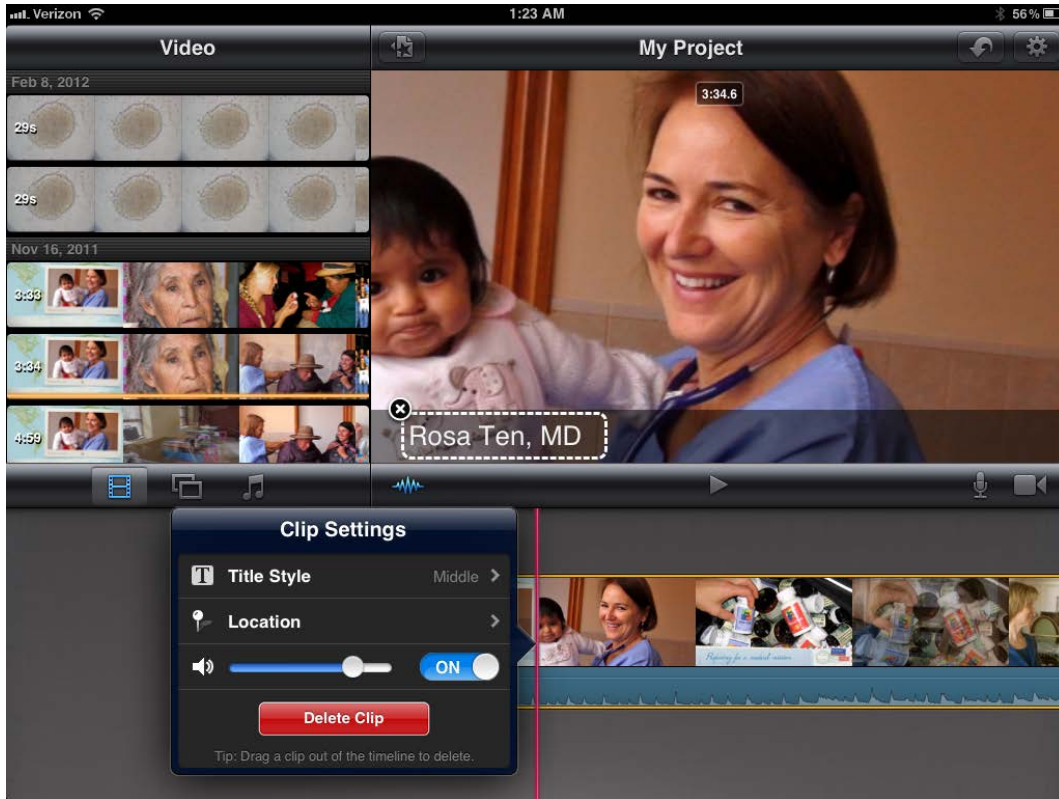 Verizon
1:23 AM
56%
Video
My Project
Feb 8, 2012
3:34.6
29s
29s
Nov 16, 2011
3:33
3:34
4:59
Rosa Ten, MD
Clip Settings
Title Style
Middle
Location
ON
Delete Clip
Tip: Drag a clip out of the timeline to delete.